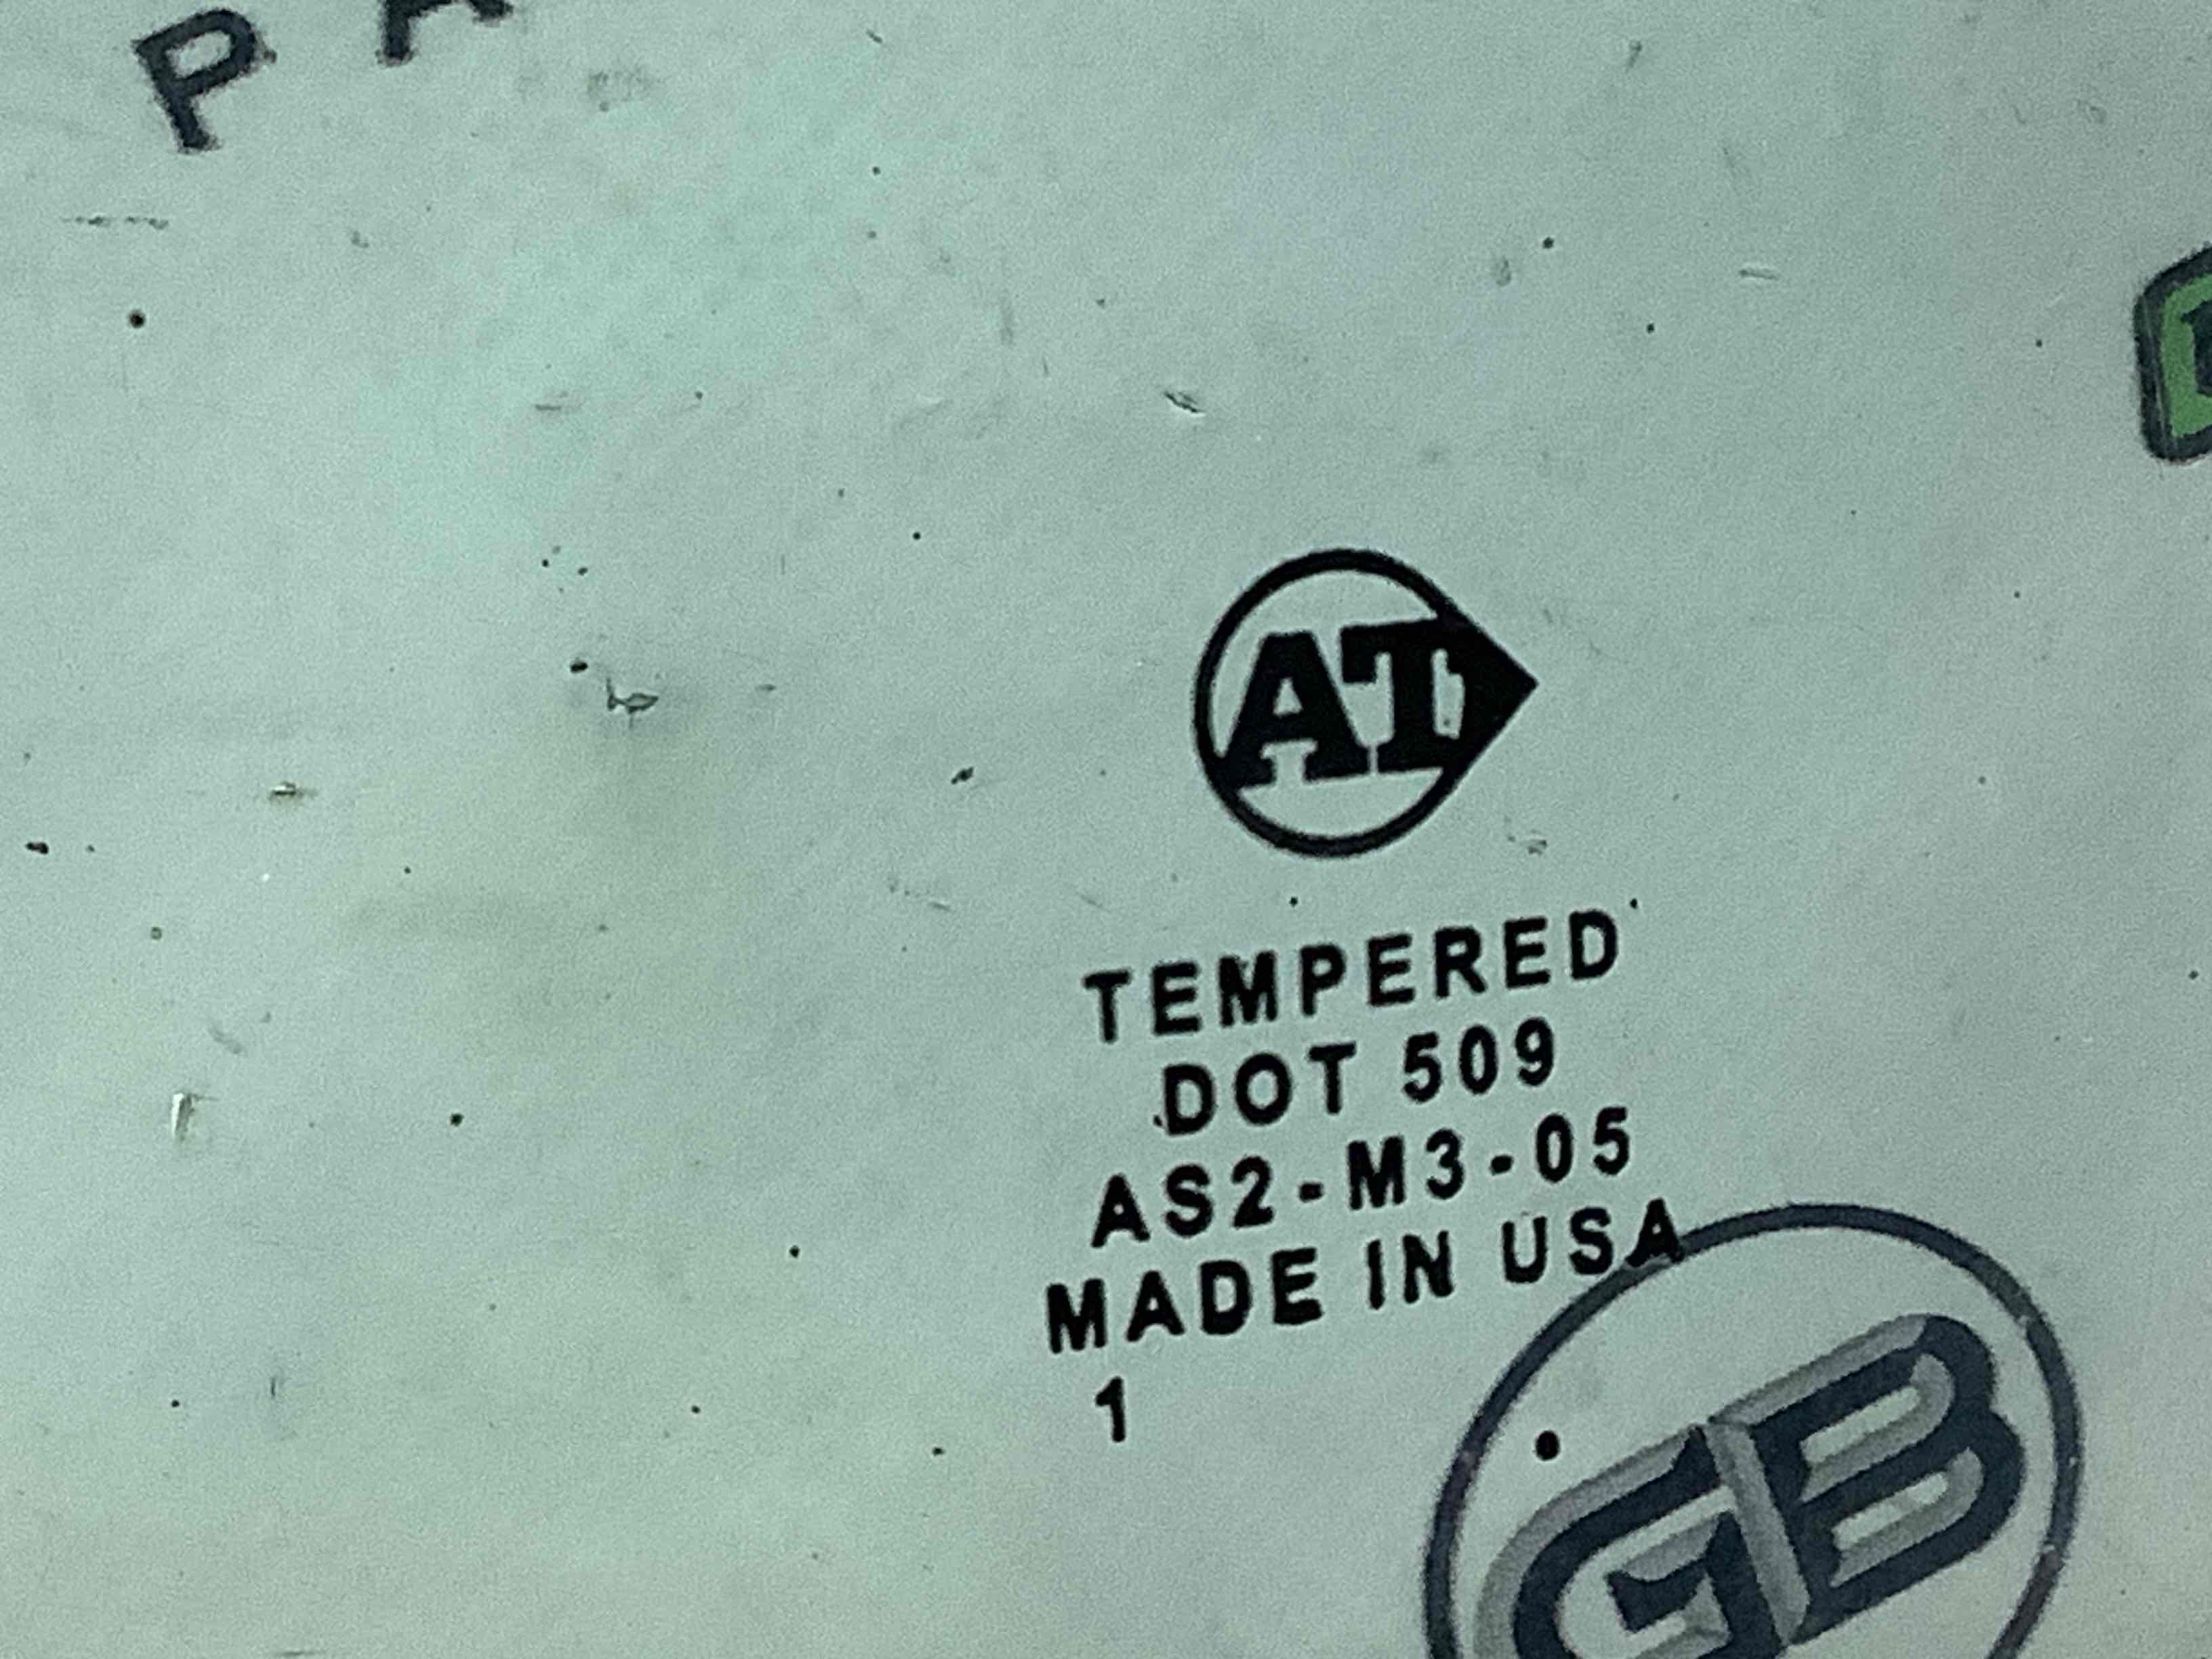 P A
AT
TEMPERED
DOT 509
AS2-M3-05
MADE IN USA
1
GB